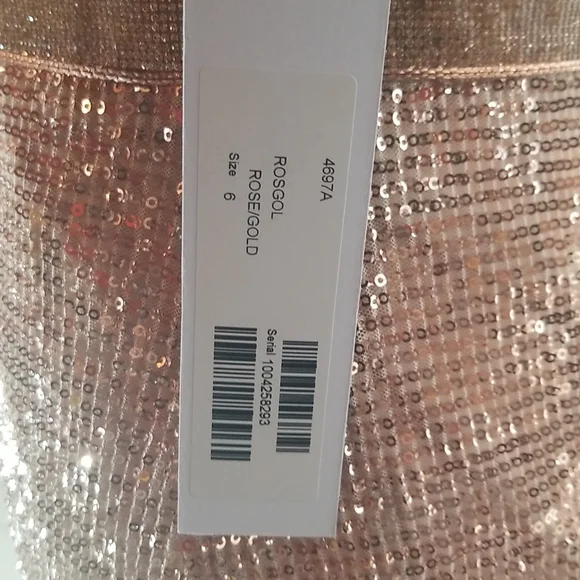 4697A
ROSGOL
ROSE/GOLD
Size 6
Serial 1004258293